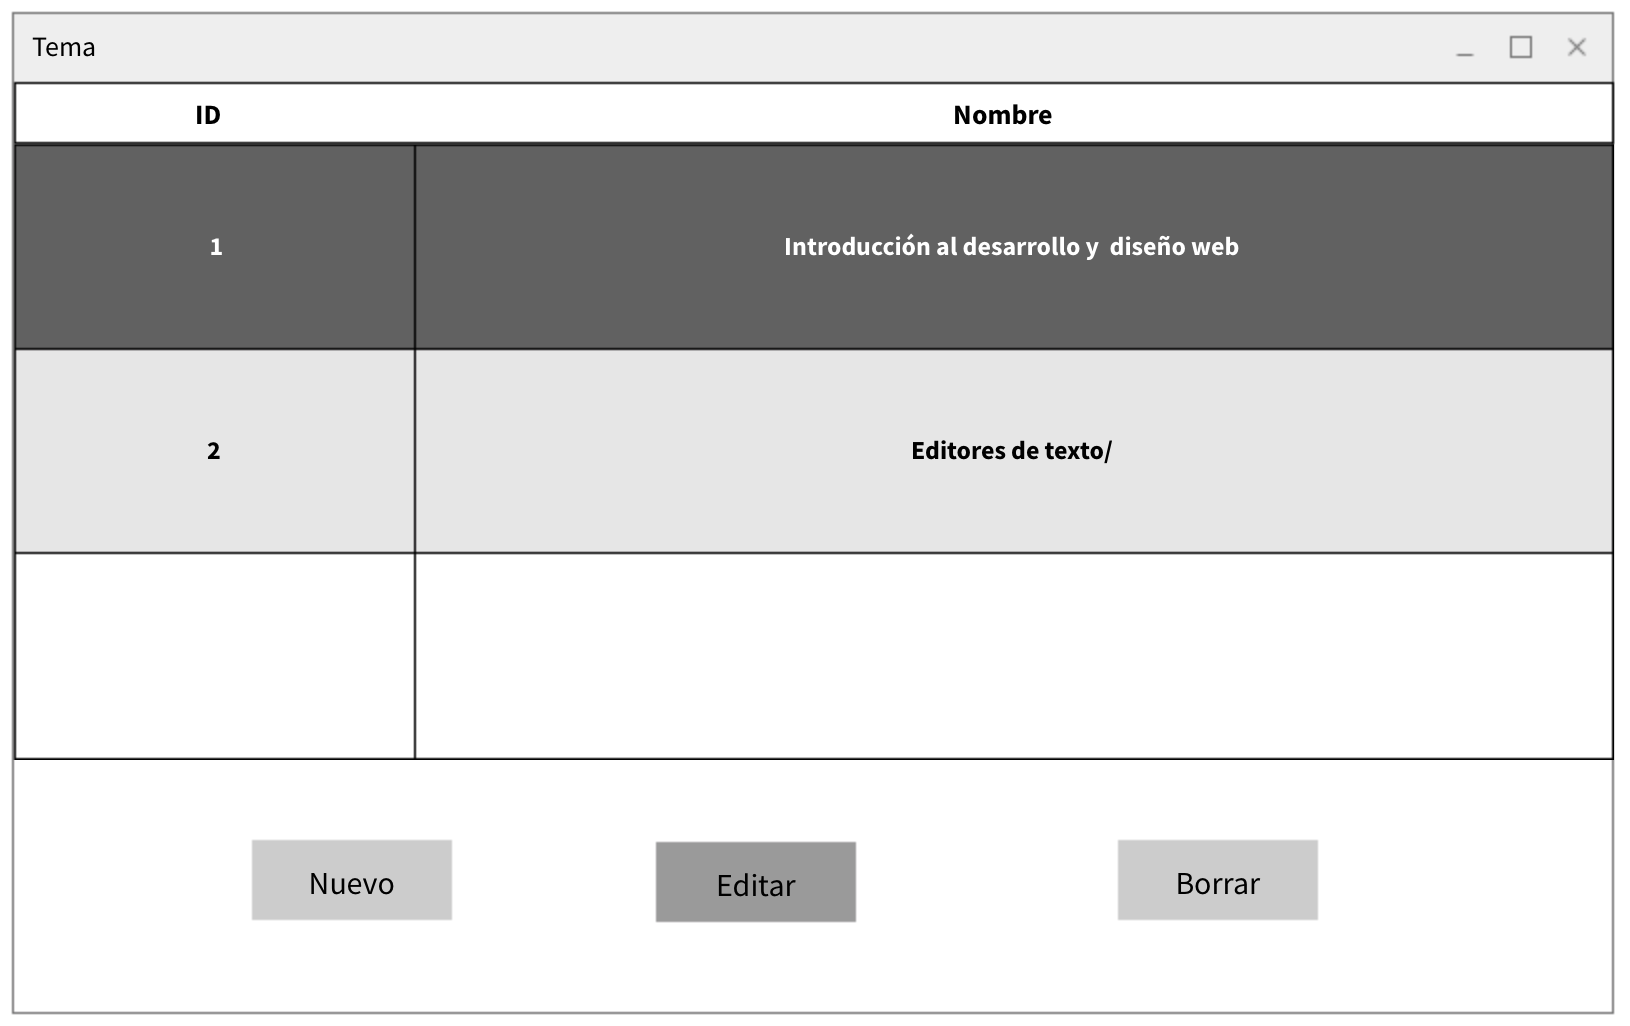 Tema
ID Nombre
1 Introducción al desarrollo y  diseño web
2 Editores de texto/
Nuevo Editar Borrar